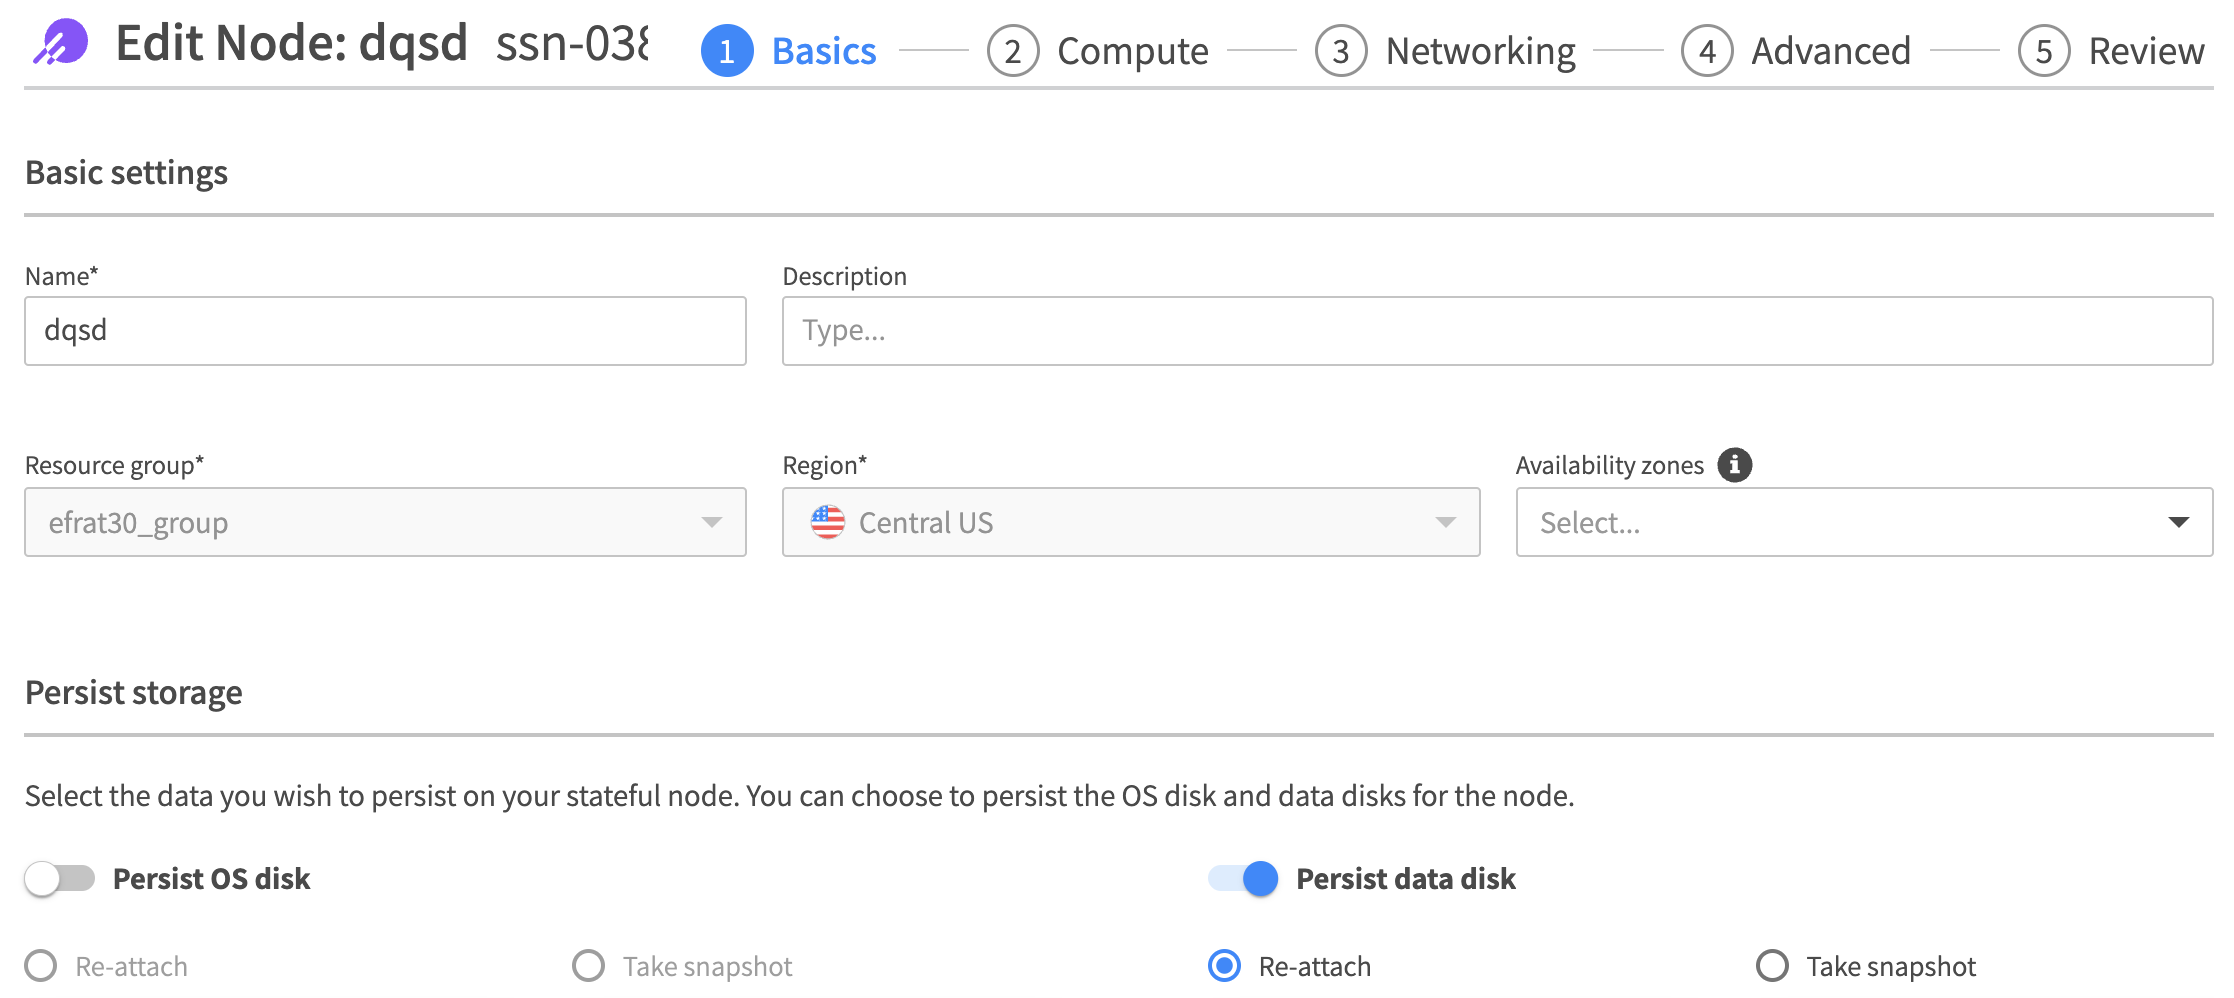 Edit Node: dqsd ssn-038 1 Basics 2 Compute 3 Networking 4 Advanced 5 Review
Basic settings
Name* Description
dqsd Type...
Resource group* Region* Availability zones i
efrat30_group Central US Select...
Persist storage
Select the data you wish to persist on your stateful node. You can choose to persist the OS disk and data disks for the node.
Persist OS disk Persist data disk
Re-attach Take snapshot Re-attach Take snapshot